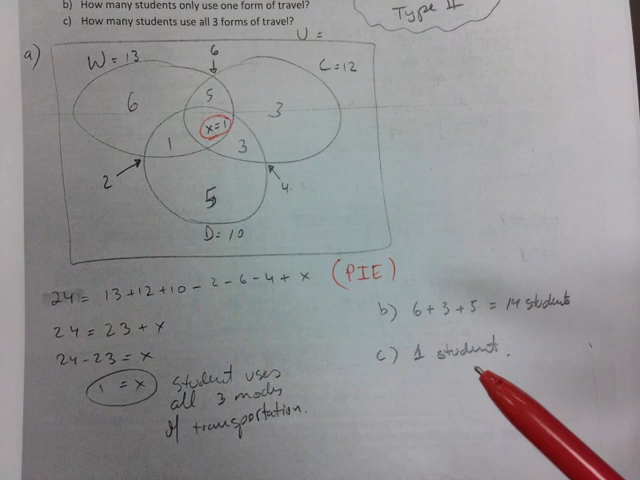 b) How many students only use one form of travel?
c) How many students use all 3 forms of travel?
Type II
U =
a)
W = 13
6
C = 12
6
5
3
x = 1
1
3
2
4
5
D = 10
24 = 13 + 12 + 10 - 2 - 6 - 4 + x (PIE)
24 = 23 + x
24 - 23 = x
1 = x student uses
all 3 modes
of transportation.
b) 6 + 3 + 5 = 14 students
c) 1 student.